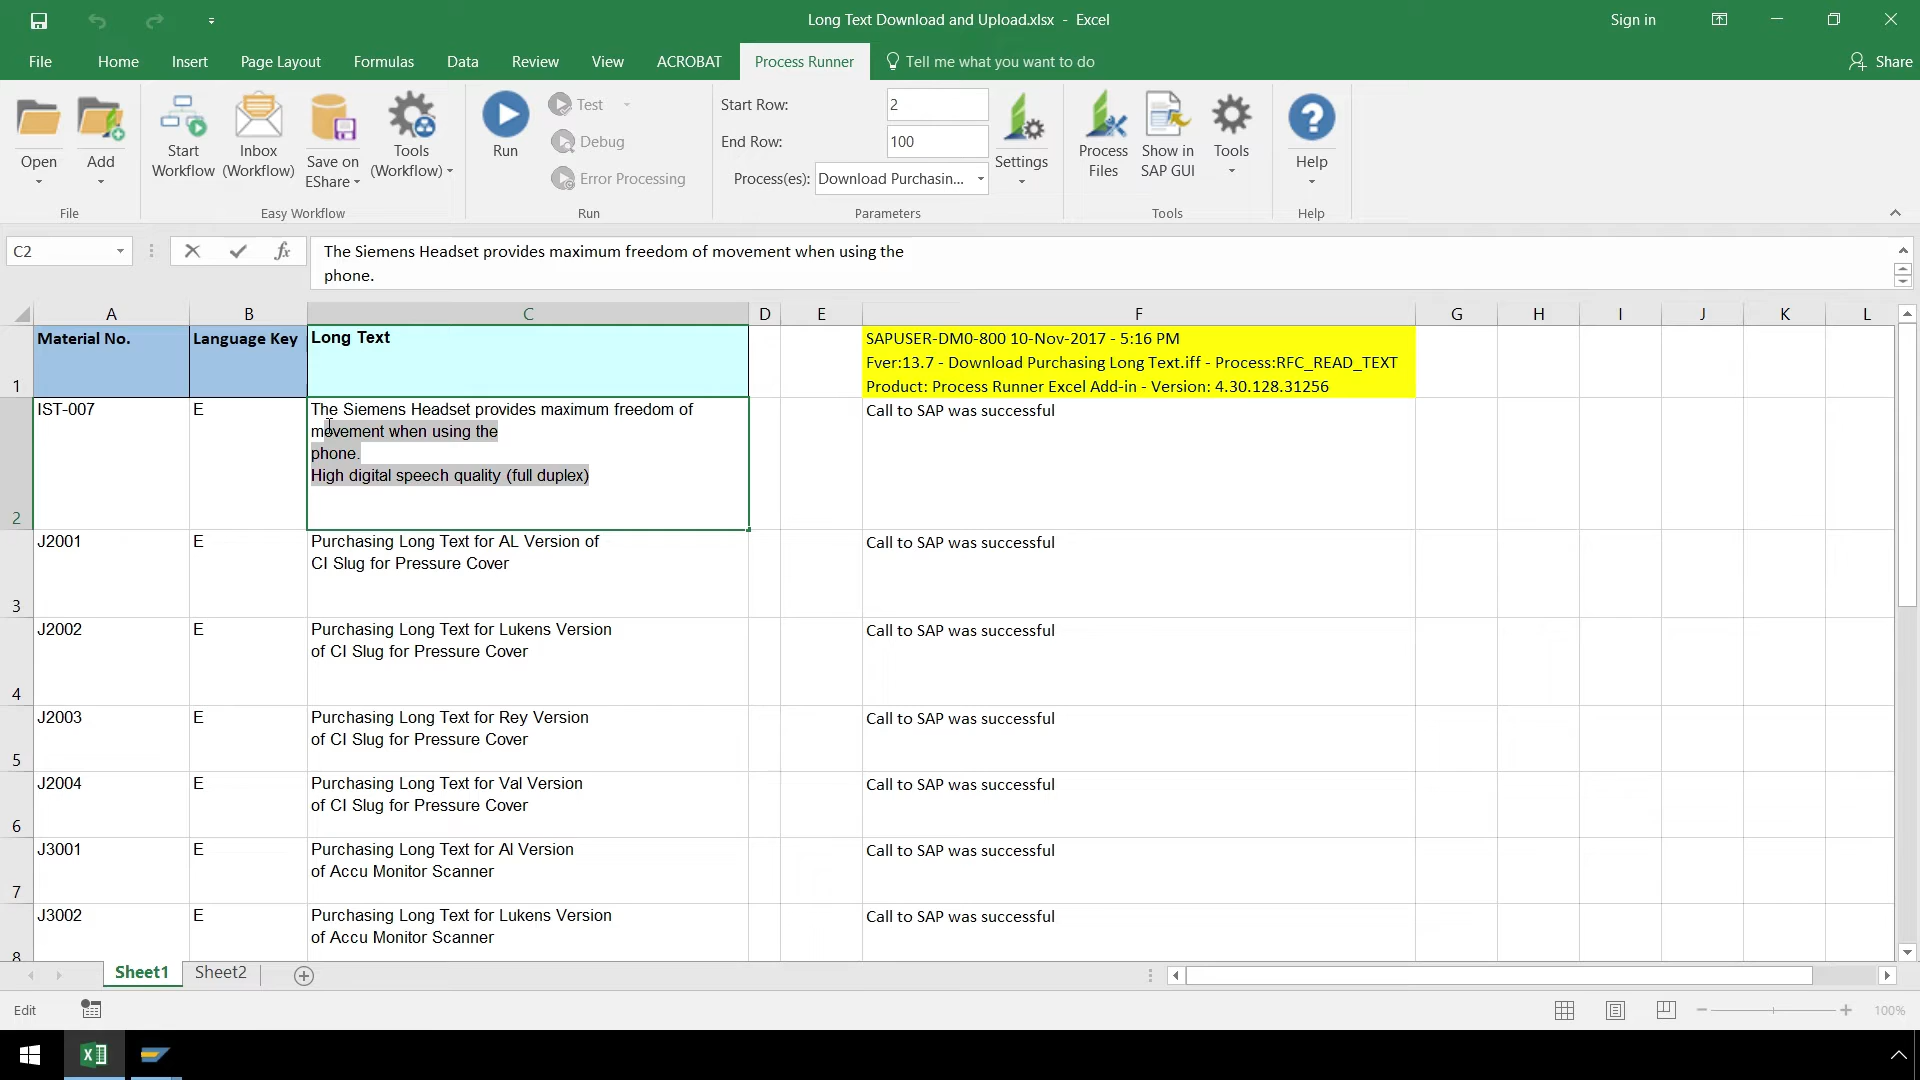 Long Text Download and Upload.xlsx - Excel
Sign in
File
Home
Insert
Page Layout
Formulas
Data
Review
View
ACROBAT
Process Runner
Tell me what you want to do
Share
Open
Add
File
Start
Workflow
Inbox
(Workflow)
Save on
EShare
Tools
(Workflow)
Easy Workflow
Run
Test
Debug
Error Processing
Run
Start Row: 2
End Row: 100
Process(es): Download Purchasin...
Settings
Parameters
Process
Files
Show in
SAP GUI
Tools
Tools
Help
Help
C2
fx
The Siemens Headset provides maximum freedom of movement when using the
phone.
A B C D E F G H I J K L
1
Material No.
Language Key
Long Text
SAPUSER-DM0-800 10-Nov-2017 - 5:16 PM
Fver:13.7 - Download Purchasing Long Text.iff - Process:RFC_READ_TEXT
Product: Process Runner Excel Add-in - Version: 4.30.128.31256
2
IST-007
E
The Siemens Headset provides maximum freedom of
movement when using the
phone.
High digital speech quality (full duplex)
Call to SAP was successful
3
J2001
E
Purchasing Long Text for AL Version of
CI Slug for Pressure Cover
Call to SAP was successful
4
J2002
E
Purchasing Long Text for Lukens Version
of CI Slug for Pressure Cover
Call to SAP was successful
5
J2003
E
Purchasing Long Text for Rey Version
of CI Slug for Pressure Cover
Call to SAP was successful
6
J2004
E
Purchasing Long Text for Val Version
of CI Slug for Pressure Cover
Call to SAP was successful
7
J3001
E
Purchasing Long Text for Al Version
of Accu Monitor Scanner
Call to SAP was successful
8
J3002
E
Purchasing Long Text for Lukens Version
of Accu Monitor Scanner
Call to SAP was successful
Sheet1
Sheet2
Edit
100%